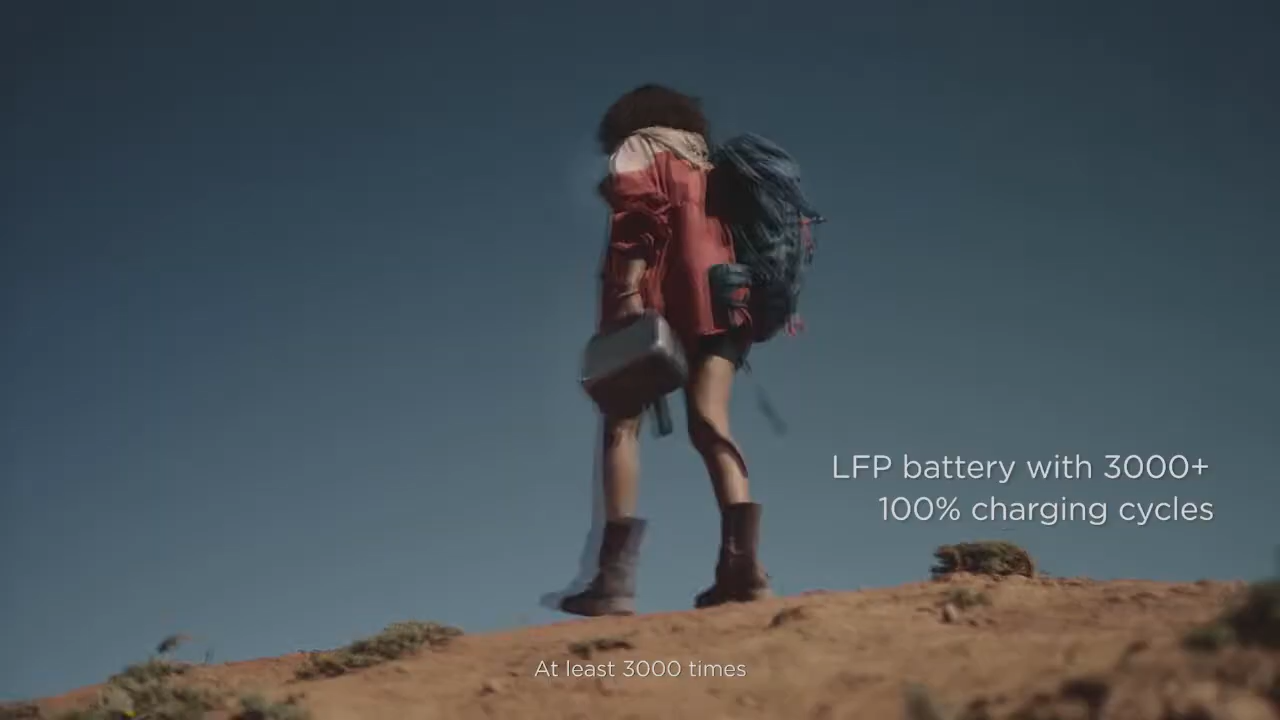 LFP battery with 3000+
100% charging cycles
At least 3000 times